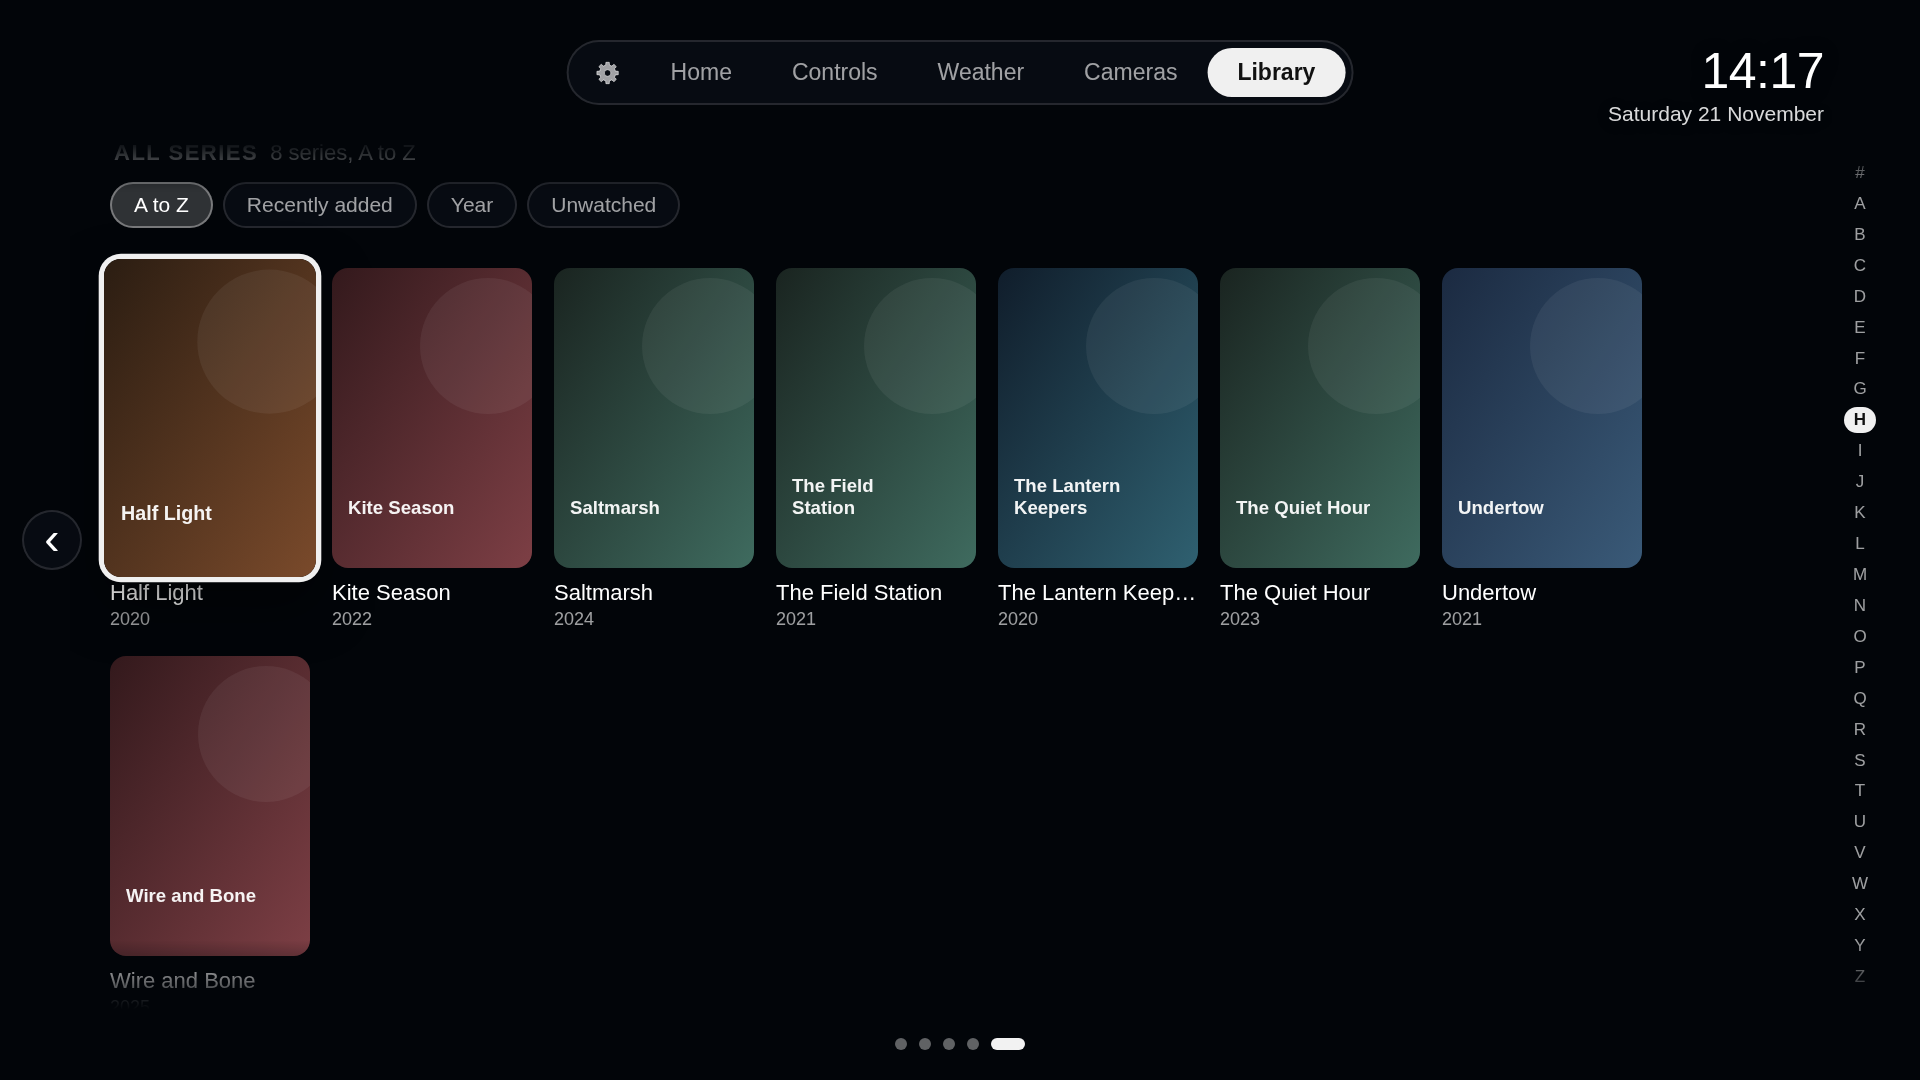 Home Controls Weather Cameras Library
14:17
Saturday 21 November
ALL SERIES 8 series, A to Z
A to Z Recently added Year Unwatched
Half Light
Kite Season
Saltmarsh
The Field
Station
The Lantern
Keepers
The Quiet Hour
Undertow
Half Light
2020
Kite Season
2022
Saltmarsh
2024
The Field Station
2021
The Lantern Keep…
2020
The Quiet Hour
2023
Undertow
2021
Wire and Bone
Wire and Bone
2025
#
A
B
C
D
E
F
G
H
I
J
K
L
M
N
O
P
Q
R
S
T
U
V
W
X
Y
Z